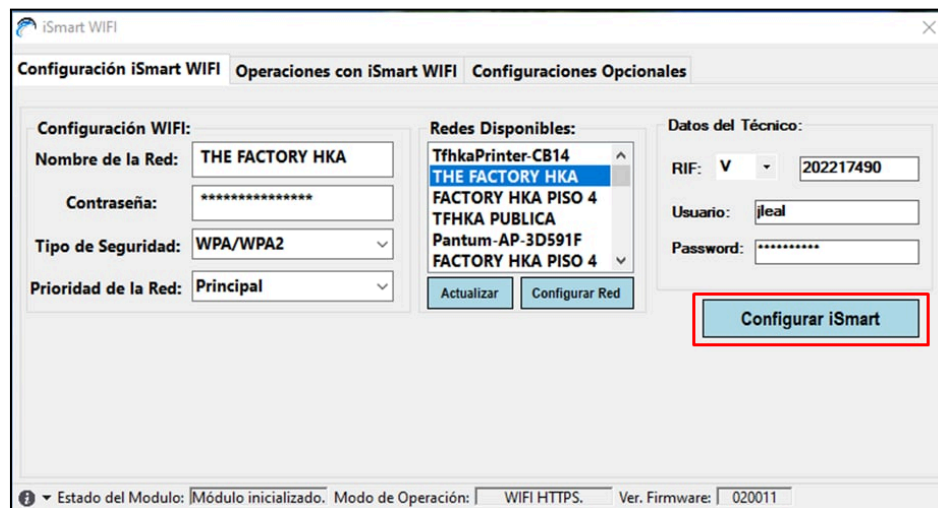 iSmart WIFI
Configuración iSmart WIFI Operaciones con iSmart WIFI Configuraciones Opcionales
Configuración WIFI:
Nombre de la Red: THE FACTORY HKA
Contraseña: ***************
Tipo de Seguridad: WPA/WPA2
Prioridad de la Red: Principal
Redes Disponibles:
TfhkaPrinter-CB14
THE FACTORY HKA
FACTORY HKA PISO 4
TFHKA PUBLICA
Pantum-AP-3D591F
FACTORY HKA PISO 4
Actualizar Configurar Red
Datos del Técnico:
RIF: V 202217490
Usuario: jleal
Password: **********
Configurar iSmart
Estado del Modulo: Módulo inicializado. Modo de Operación: WIFI HTTPS. Ver. Firmware: 020011